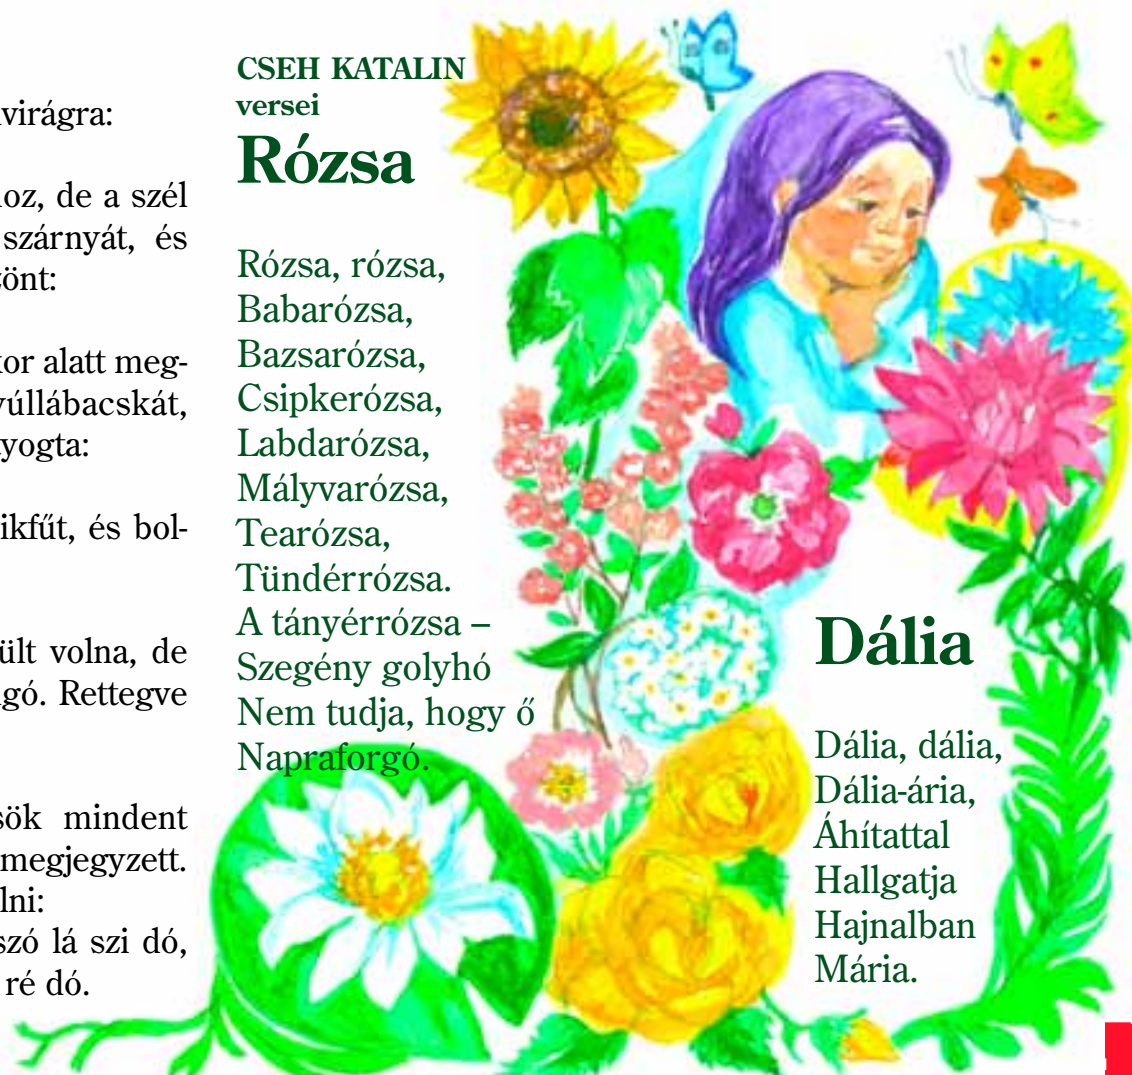 virágra:
oz, de a szél
szárnyát, és
önt:
or alatt meg-
yúllábacskát,
yogta:
ikfűt, és bol-
ült volna, de
gó. Rettegve
sök mindent
megjegyzett.
lni:
szó lá szi dó,
ré dó.
CSEH KATALIN
versei
Rózsa
Rózsa, rózsa,
Babarózsa,
Bazsarózsa,
Csipkerózsa,
Labdarózsa,
Mályvarózsa,
Tearózsa,
Tündérrózsa.
A tányérrózsa –
Szegény golyhó
Nem tudja, hogy ő
Napraforgó.
Dália
Dália, dália,
Dália-ária,
Áhítattal
Hallgatja
Hajnalban
Mária.